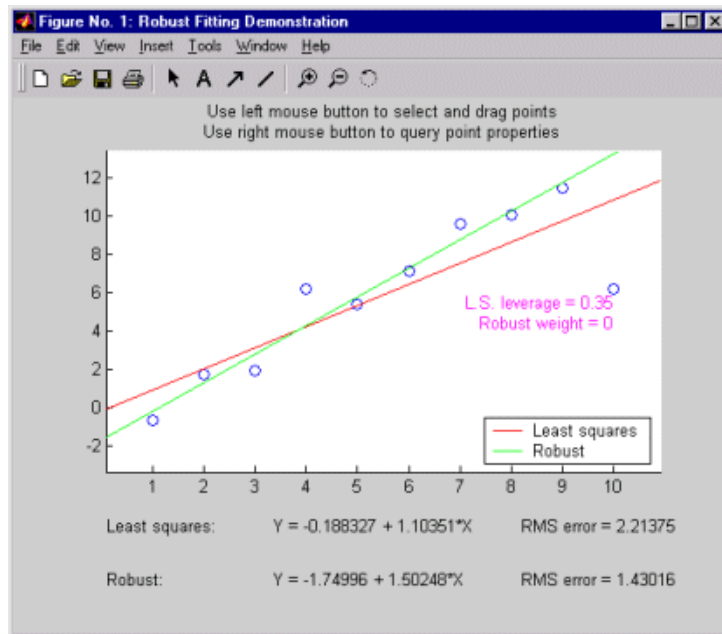 Figure No. 1: Robust Fitting Demonstration
File Edit View Insert Tools Window Help
A
Use left mouse button to select and drag points
Use right mouse button to query point properties
12
10
8
6
4
2
0
-2
L.S. leverage = 0.35
Robust weight = 0
Least squares
Robust
1 2 3 4 5 6 7 8 9 10
Least squares: Y = -0.188327 + 1.10351*X RMS error = 2.21375
Robust: Y = -1.74996 + 1.50248*X RMS error = 1.43016